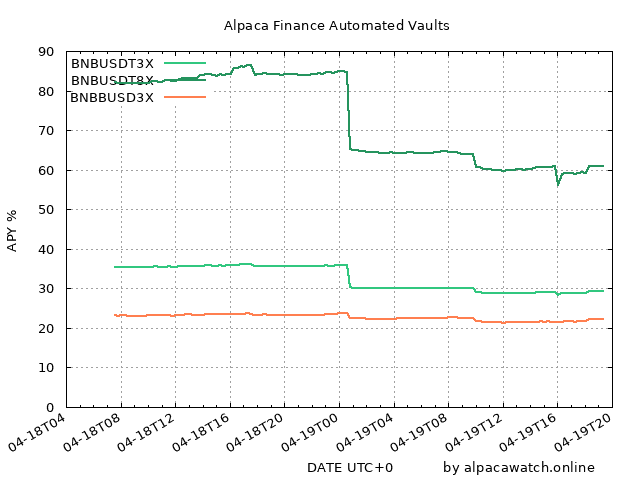 Alpaca Finance Automated Vaults
BNBUSDT3X
BNBUSDT8X
BNBBUSD3X
APY %
90
80
70
60
50
40
30
20
10
0
04-18T04
04-18T08
04-18T12
04-18T16
04-18T20
04-19T00
04-19T04
04-19T08
04-19T12
04-19T16
04-19T20
DATE UTC+0
by alpacawatch.online